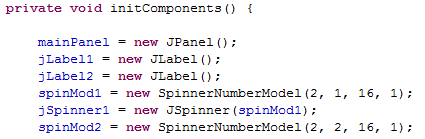 private void initComponents() {
mainPanel = new JPanel();
jLabel1 = new JLabel();
jLabel2 = new JLabel();
spinMod1 = new SpinnerNumberModel(2, 1, 16, 1);
jSpinner1 = new JSpinner(spinMod1);
spinMod2 = new SpinnerNumberModel(2, 2, 16, 1);